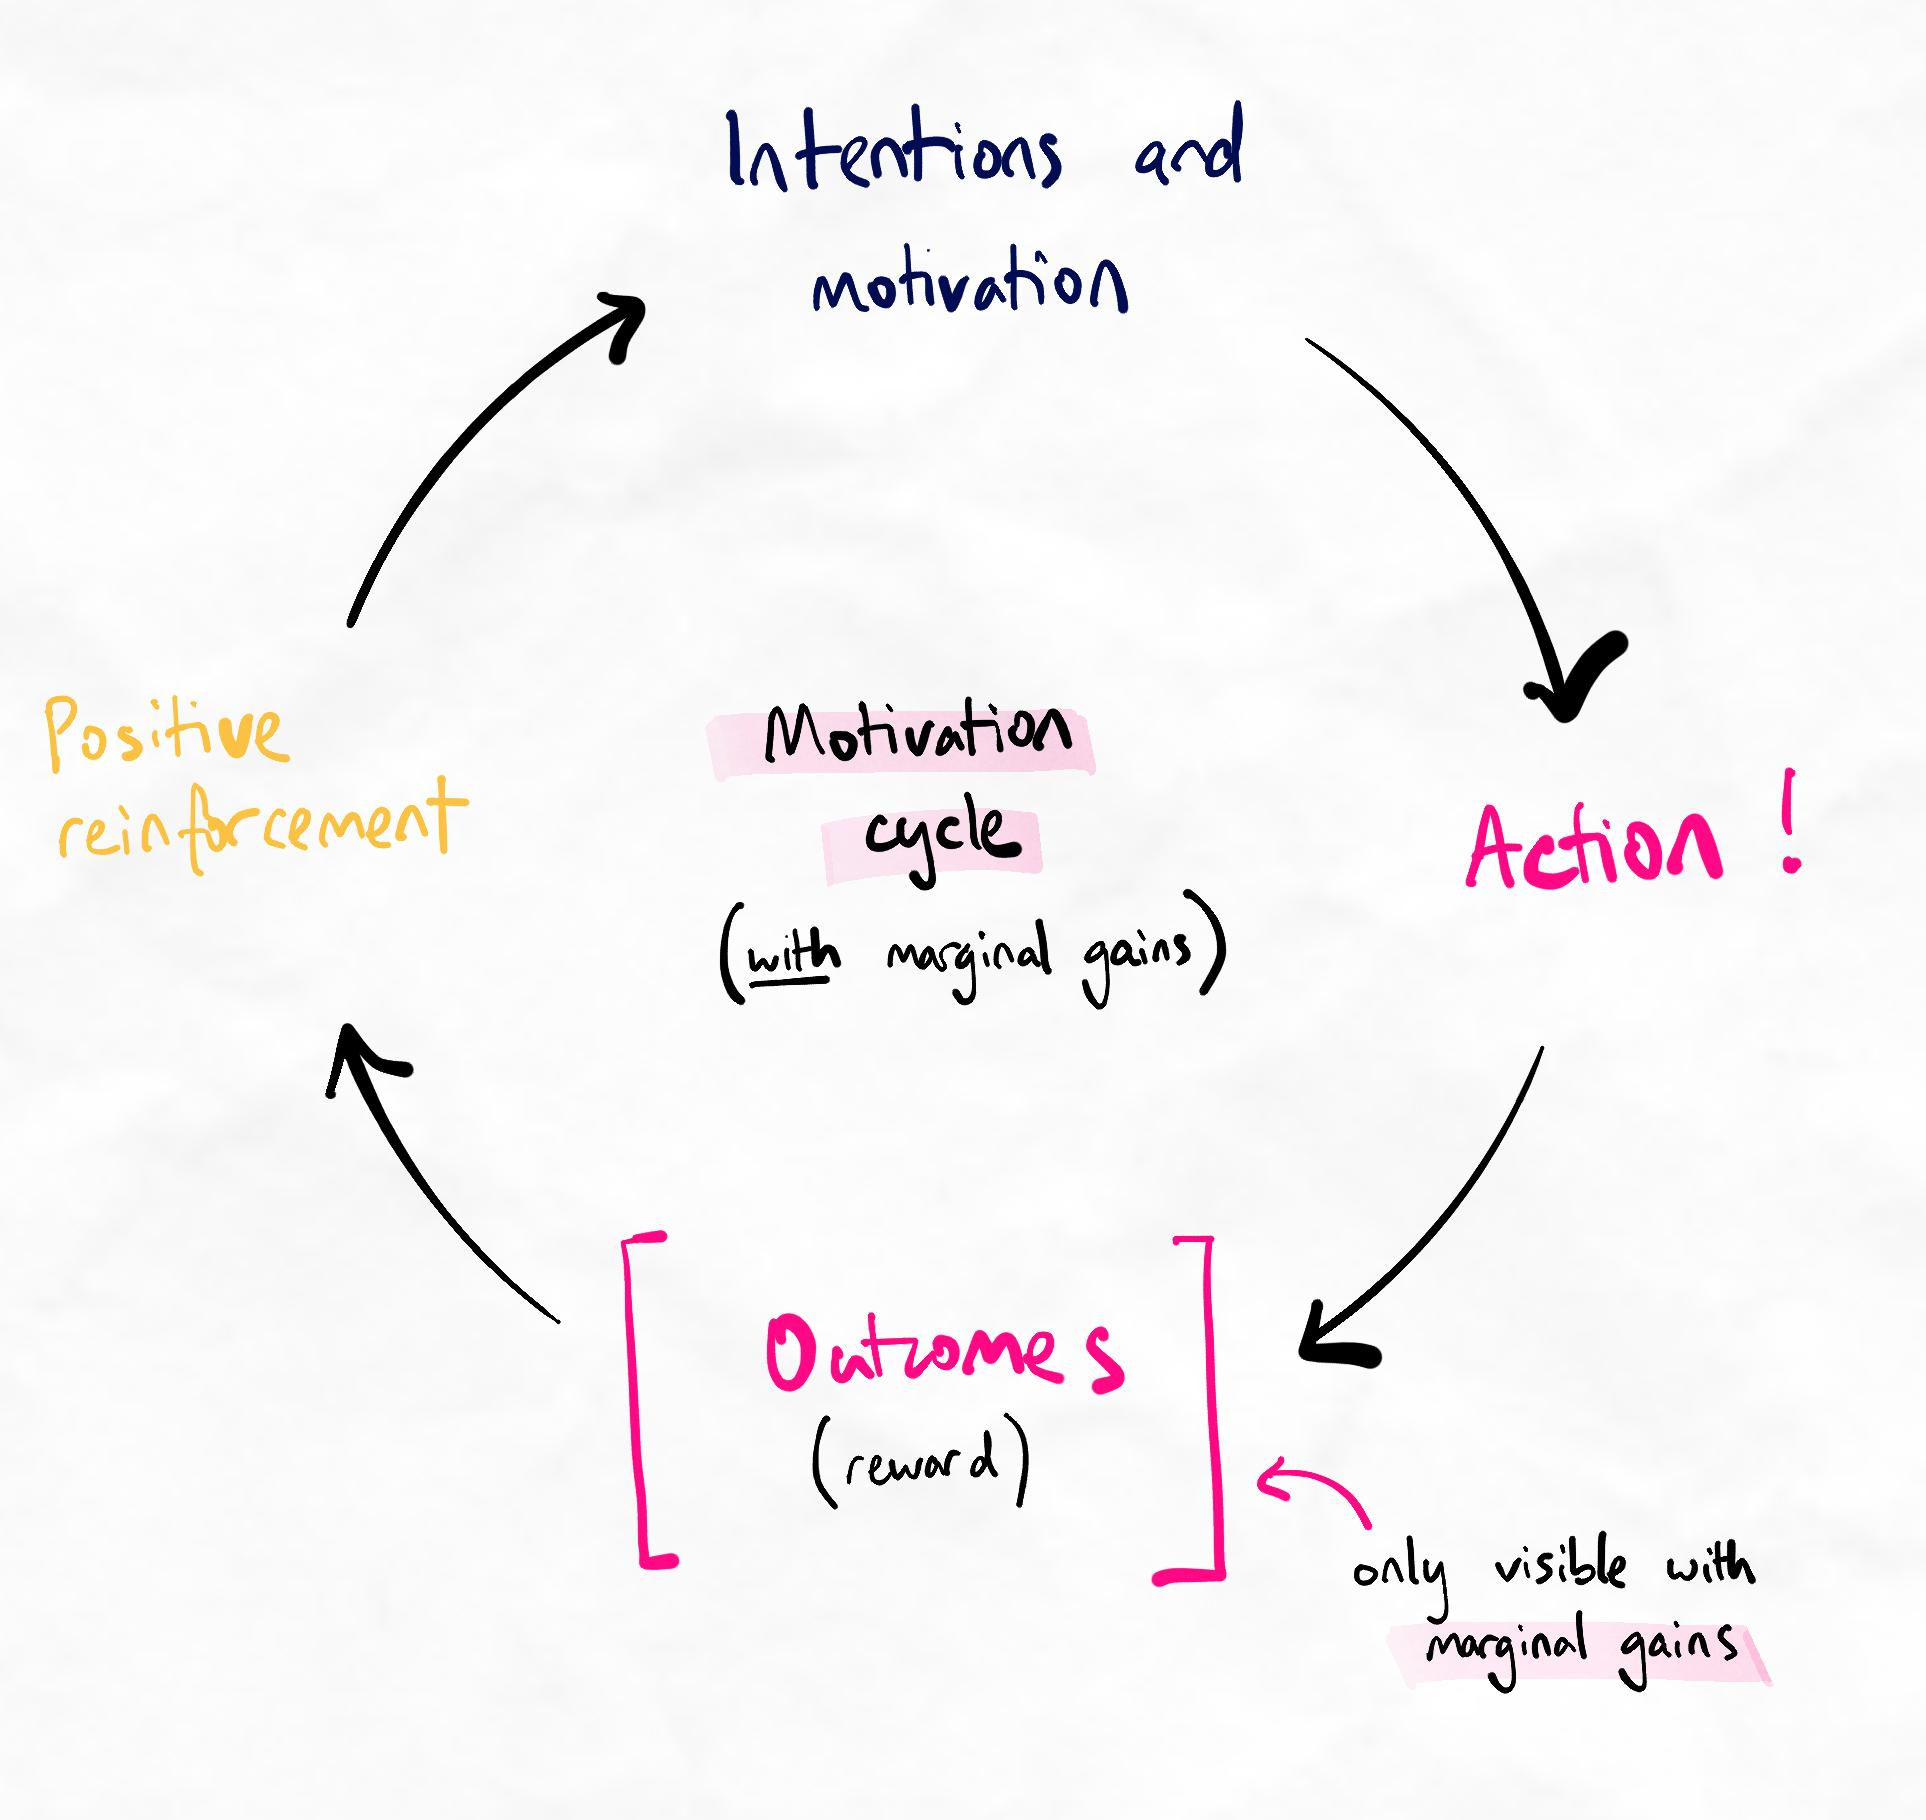 Intentions and
motivation
Positive
reinforcement
Motivation
cycle
(with marginal gains)
Action!
Outcomes
(reward)
only visible with
marginal gains